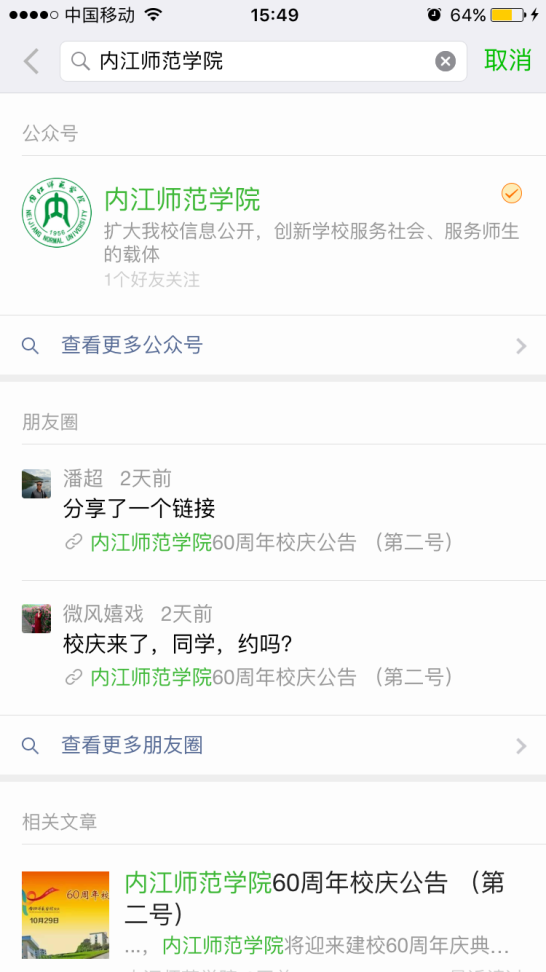 中国移动 15:49 64%
内江师范学院 取消
公众号
内江师范学院
扩大我校信息公开，创新学校服务社会、服务师生
的载体
1个好友关注
查看更多公众号
朋友圈
潘超 2天前
分享了一个链接
内江师范学院60周年校庆公告 （第二号）
微风嬉戏 2天前
校庆来了，同学，约吗?
内江师范学院60周年校庆公告 （第二号）
查看更多朋友圈
相关文章
内江师范学院60周年校庆公告 （第
二号）
60周年校
10月29日
...，内江师范学院将迎来建校60周年庆典...